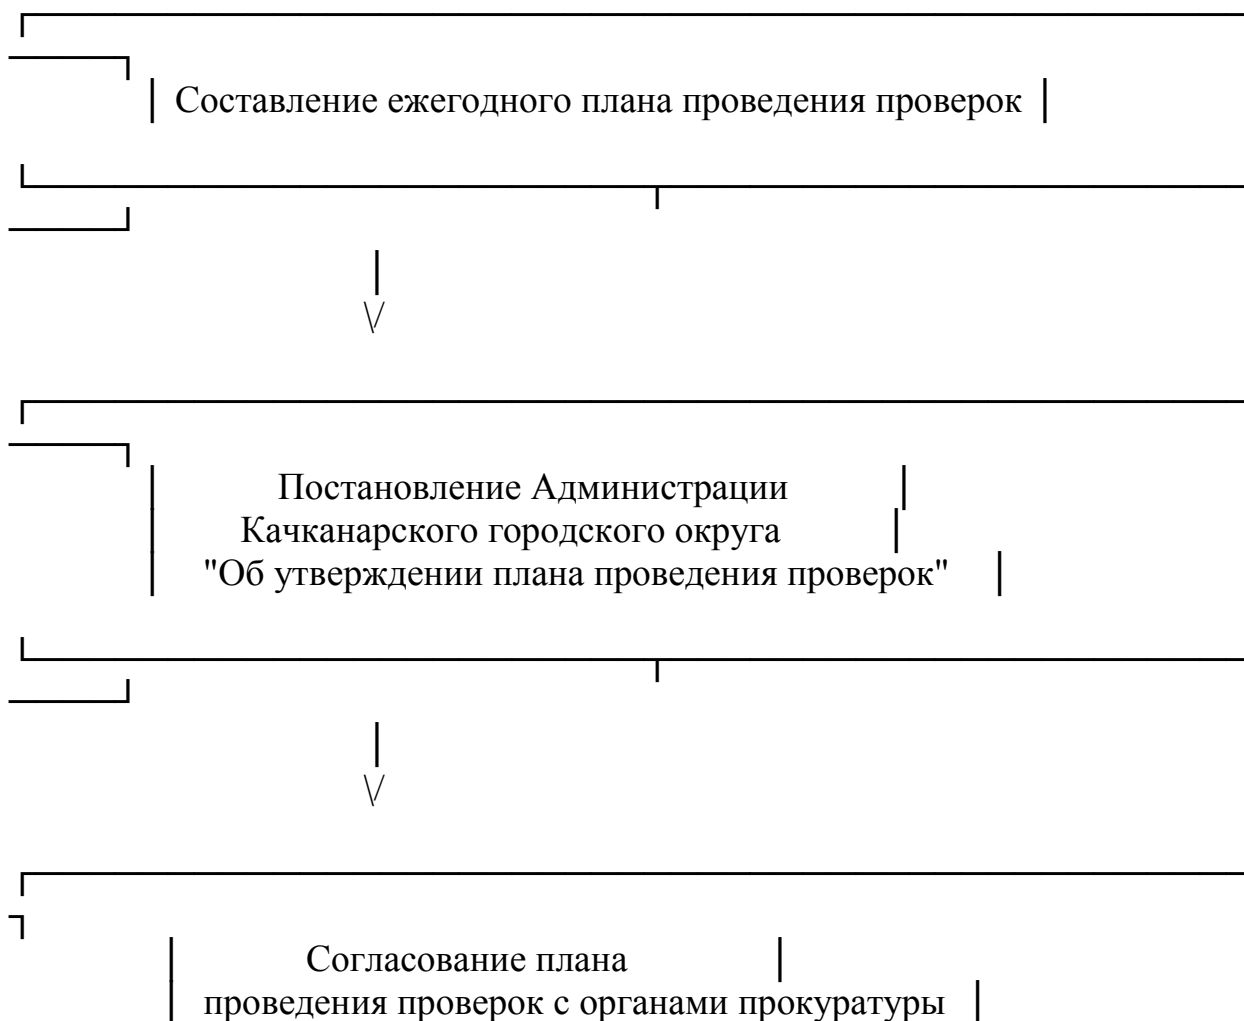 Составление ежегодного плана проведения проверок
Постановление Администрации
Качканарского городского округа
"Об утверждении плана проведения проверок"
Согласование плана
проведения проверок с органами прокуратуры